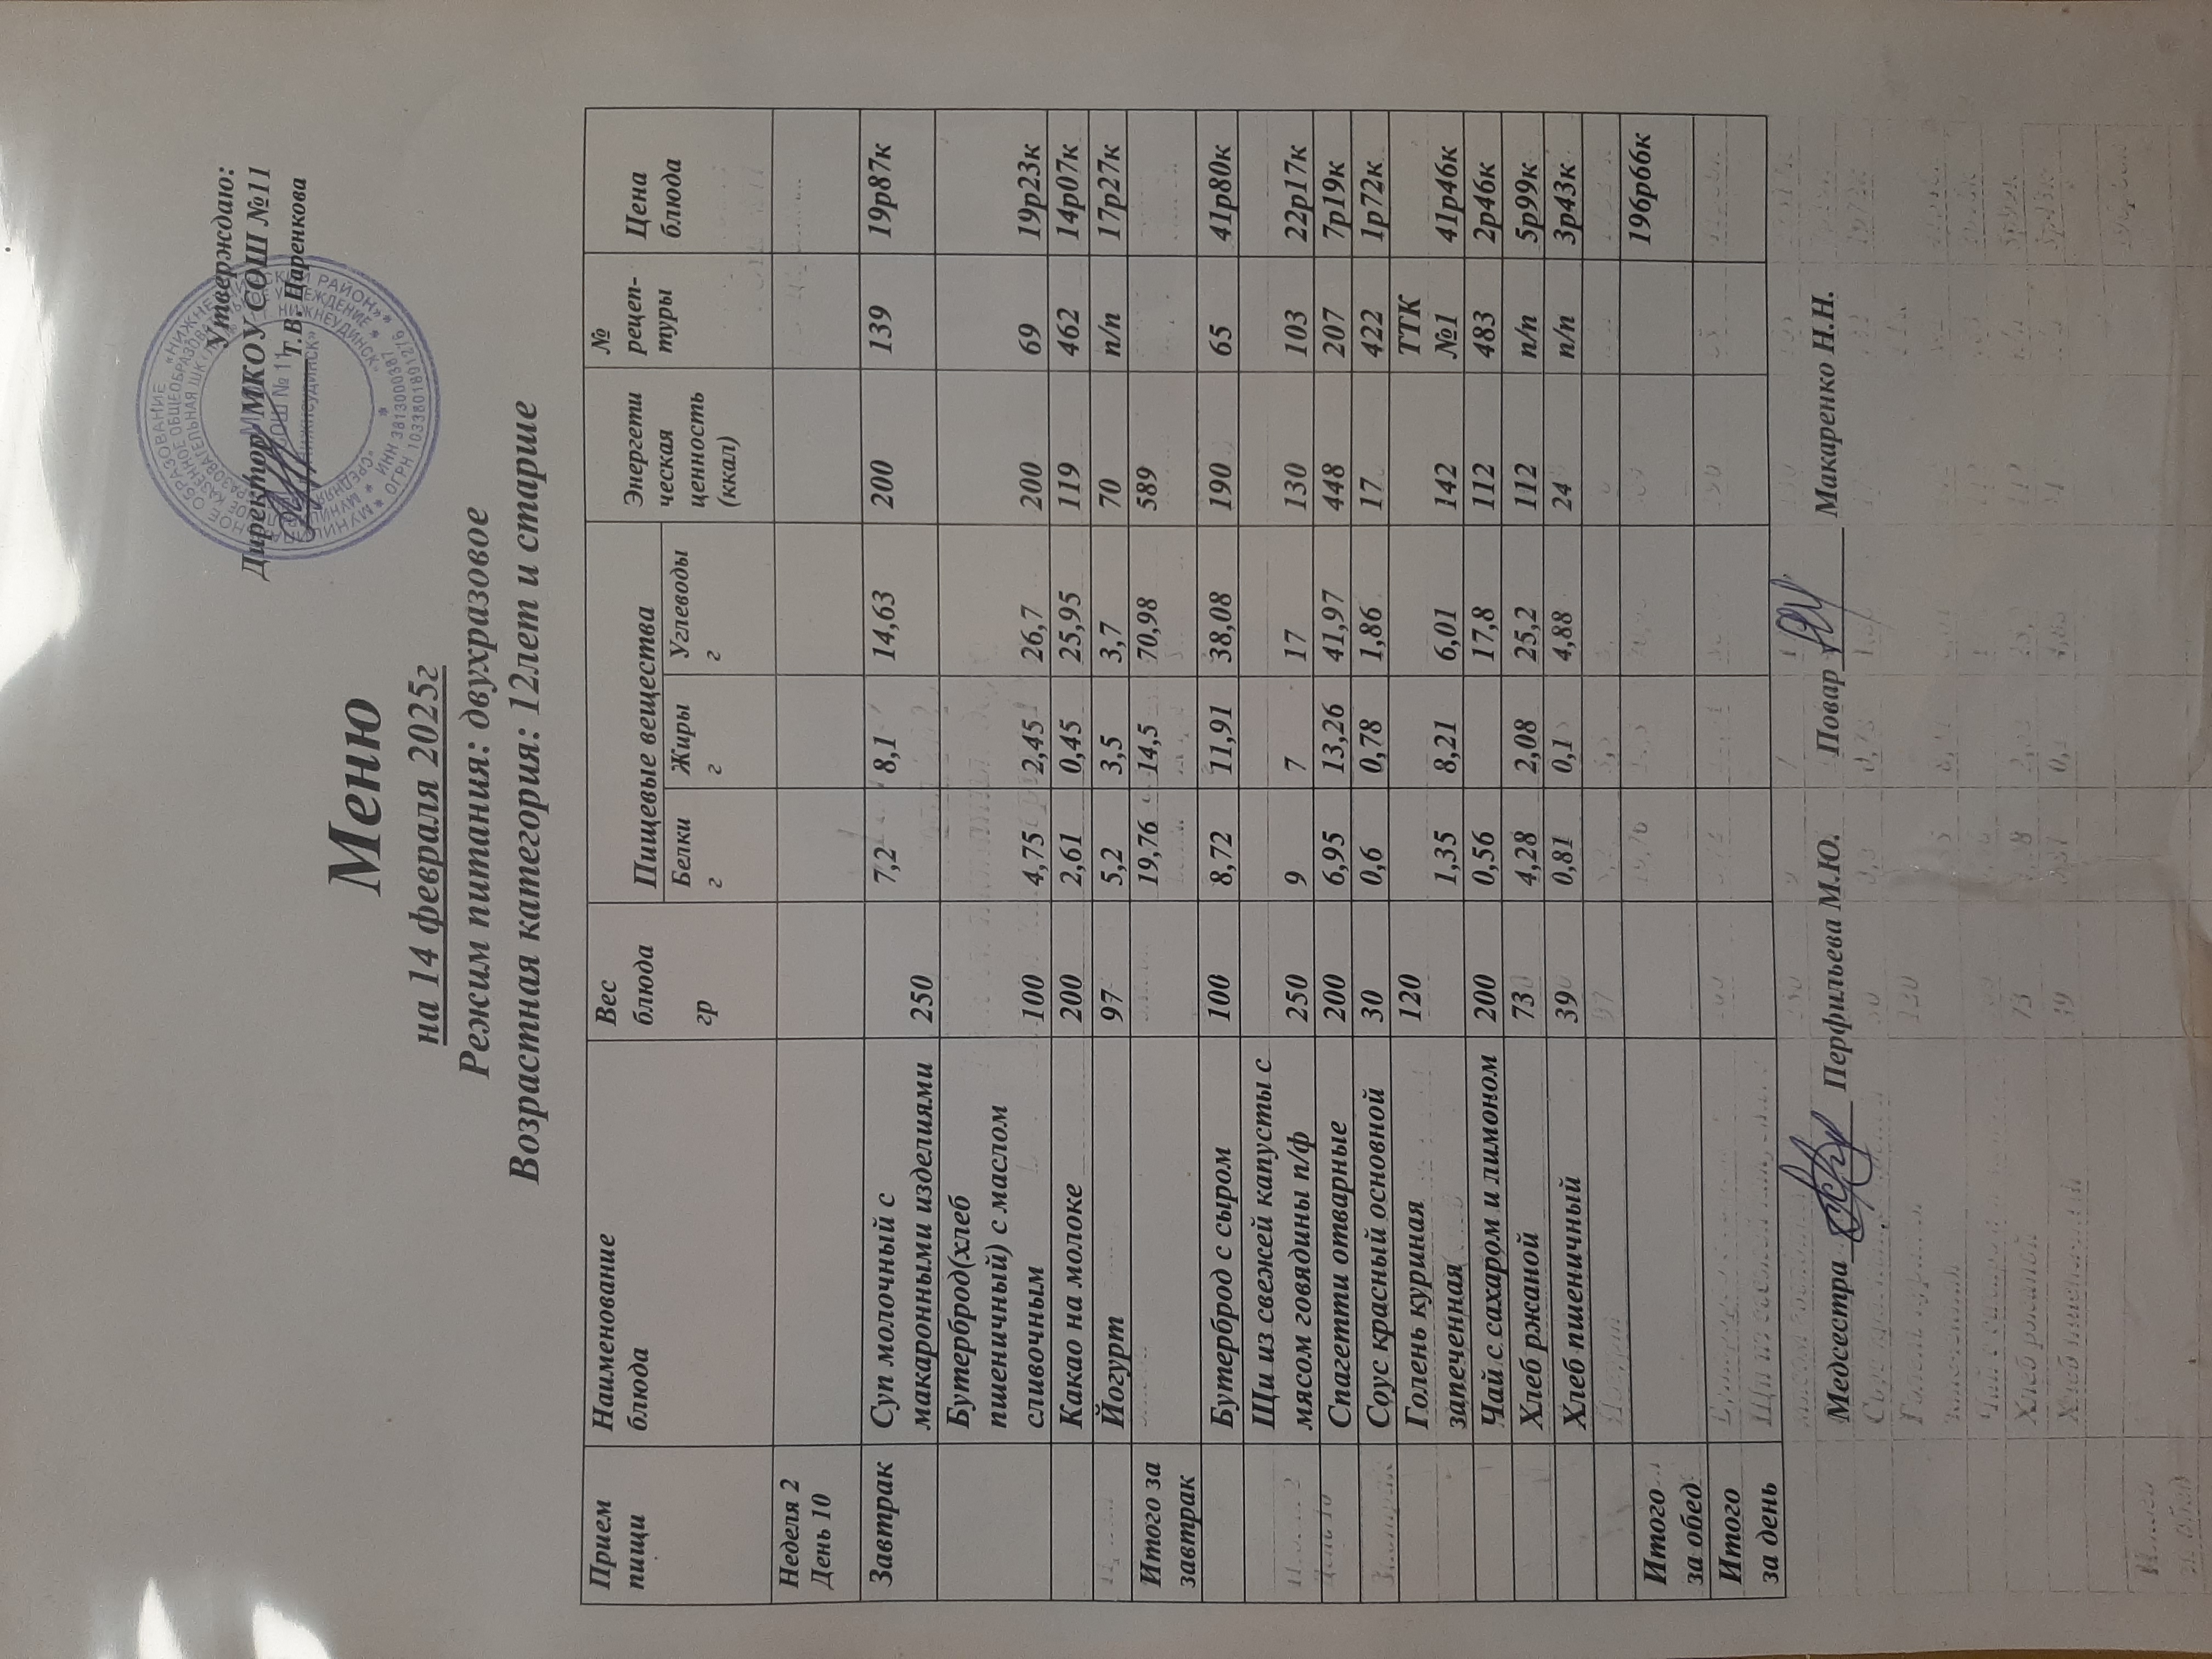 Утверждаю:
Директор МКОУ СОШ №11
Т.В. Наренкова
Меню
на 14 февраля 2025г
Режим питания: двухразовое
Возрастная категория: 12лет и старше
Прием пищи Наименование блюда Вес блюда гр Пищевые вещества Энергети ческая ценность (ккал) № рецеп- туры Цена блюда
Белки г Жиры г Углеводы г
Неделя 2
День 10
Завтрак Суп молочный с
макаронными изделиями 250 7,2 8,1 14,63 200 139 19р87к
Бутерброд(хлеб
пшеничный) с маслом
сливочным 100 4,75 2,45 26,7 200 69 19р23к
Какао на молоке 200 2,61 0,45 25,95 119 462 14р07к
Йогурт 97 5,2 3,5 3,7 70 п/п 17р27к
Итого за
завтрак 19,76 14,5 70,98 589
Бутерброд с сыром 100 8,72 11,91 38,08 190 65 41р80к
Щи из свежей капусты с
мясом говядины п/ф 250 9 7 17 130 103 22р17к
Спагетти отварные 200 6,95 13,26 41,97 448 207 7р19к
Соус красный основной 30 0,6 0,78 1,86 17 422 1р72к
Голень куриная 120 ТТК
запеченная 1,35 8,21 6,01 142 №1 41р46к
Чай с сахаром и лимоном 200 0,56 17,8 112 483 2р46к
Хлеб ржаной 73 4,28 2,08 25,2 112 п/п 5р99к
Хлеб пшеничный 39 0,81 0,1 4,88 24 п/п 3р43к
Итого
за обед 196р66к
Итого
за день
Медсестра Перфильева М.Ю. Повар Макаренко Н.Н.